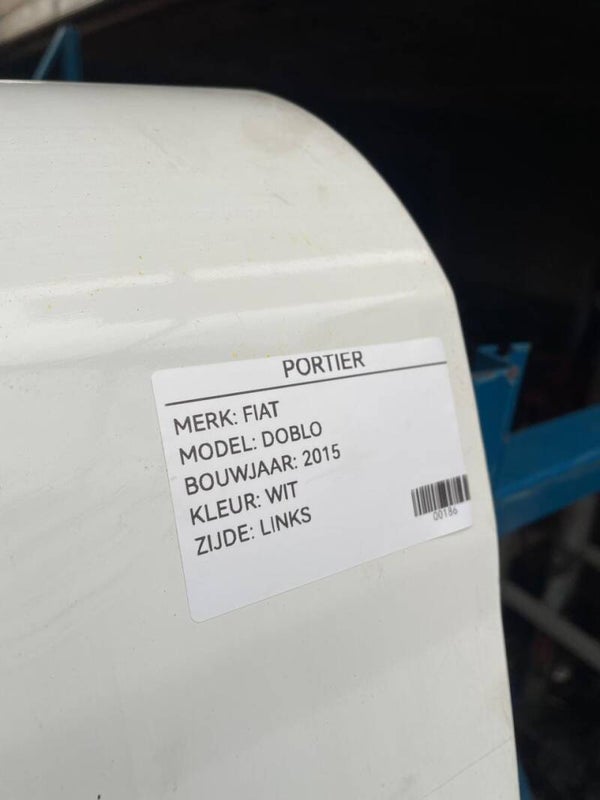 PORTIER
MERK: FIAT
MODEL: DOBLO
BOUWJAAR: 2015
KLEUR: WIT
ZIJDE: LINKS
00186